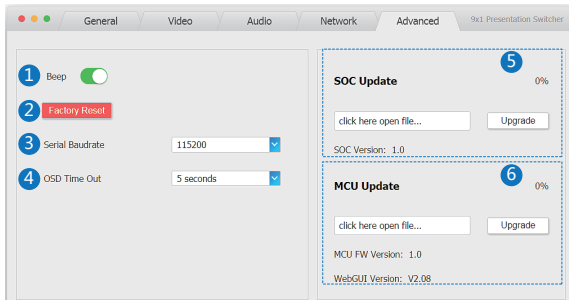 General Video Audio Network Advanced 9x1 Presentation Switcher
1 Beep
2 Factory Reset
3 Serial Baudrate 115200
4 OSD Time Out 5 seconds
5
SOC Update 0%
click here open file... Upgrade
SOC Version: 1.0
6
MCU Update 0%
click here open file... Upgrade
MCU FW Version: 1.0
WebGUI Version: V2.08